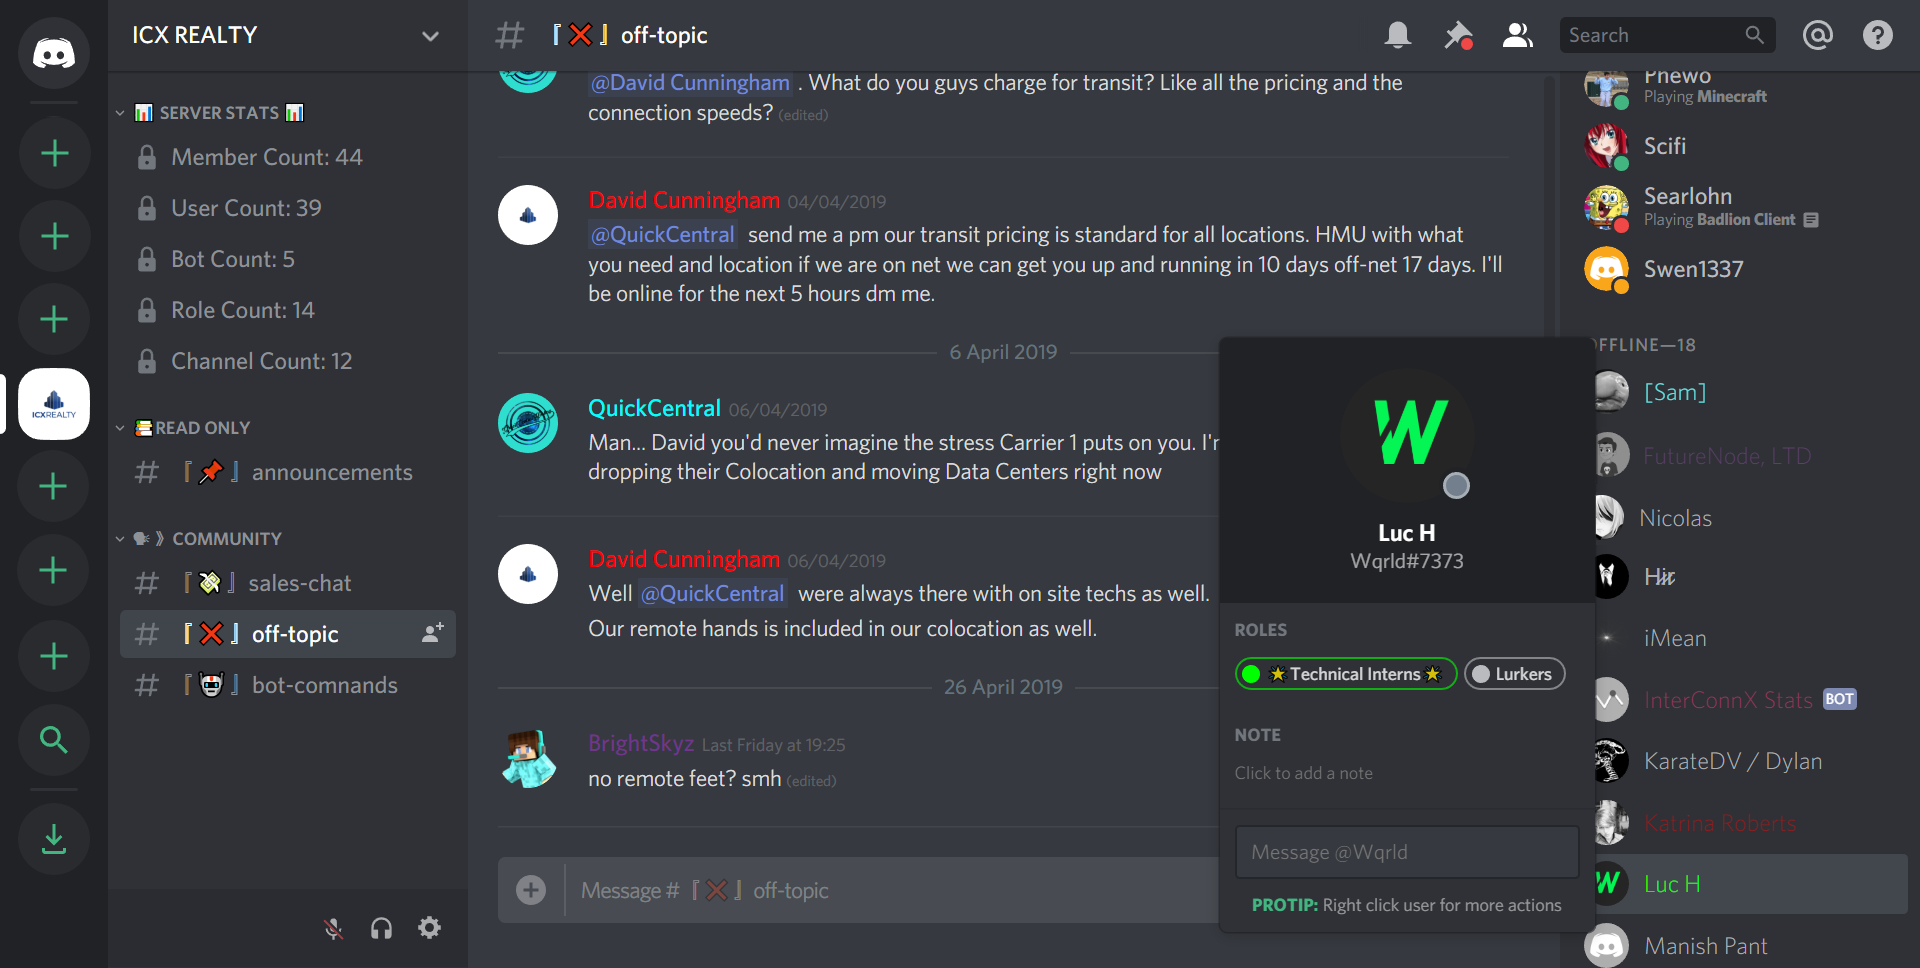 ICX REALTY
📊 SERVER STATS 📊
Member Count: 44
User Count: 39
Bot Count: 5
Role Count: 14
Channel Count: 12
ICXREALTY
📚READ ONLY
# 『📌』announcements
🗣 》 COMMUNITY
# 『💸』sales-chat
# 『❌』off-topic
# 『🤖』bot-comnands
# 『❌』off-topic
Search
@David Cunningham . What do you guys charge for transit? Like all the pricing and the
connection speeds? (edited)
David Cunningham 04/04/2019
@QuickCentral send me a pm our transit pricing is standard for all locations. HMU with what
you need and location if we are on net we can get you up and running in 10 days off-net 17 days. I'll
be online for the next 5 hours dm me.
6 April 2019
QuickCentral 06/04/2019
Man... David you'd never imagine the stress Carrier 1 puts on you.
dropping their Colocation and moving Data Centers right now
David Cunningham 06/04/2019
Well @QuickCentral were always there with on site techs as well.
Our remote hands is included in our colocation as well.
26 April 2019
BrightSkyz Last Friday at 19:25
no remote feet? smh (edited)
Message # 『❌』off-topic
W
Luc H
Wqrld#7373
ROLES
⭐Technical Interns⭐
Lurkers
NOTE
Click to add a note
Message @Wqrld
PROTIP: Right click user for more actions
Phewo
Playing Minecraft
Scifi
Searlohn
Playing Badlion Client
Swen1337
OFFLINE—18
[Sam]
FutureNode, LTD
Nicolas
iMean
InterConnX Stats BOT
KarateDV / Dylan
Katrina Roberts
W
Luc H
Manish Pant